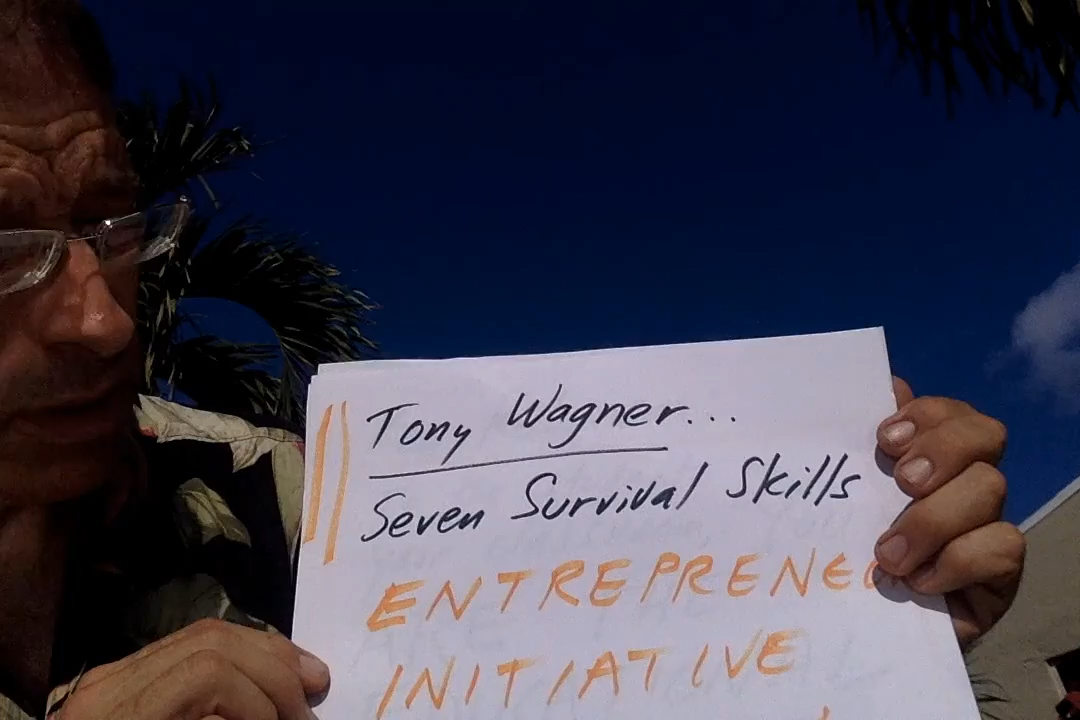 Tony Wagner...
Seven Survival Skills
ENTREPRENE
INITIATIVE